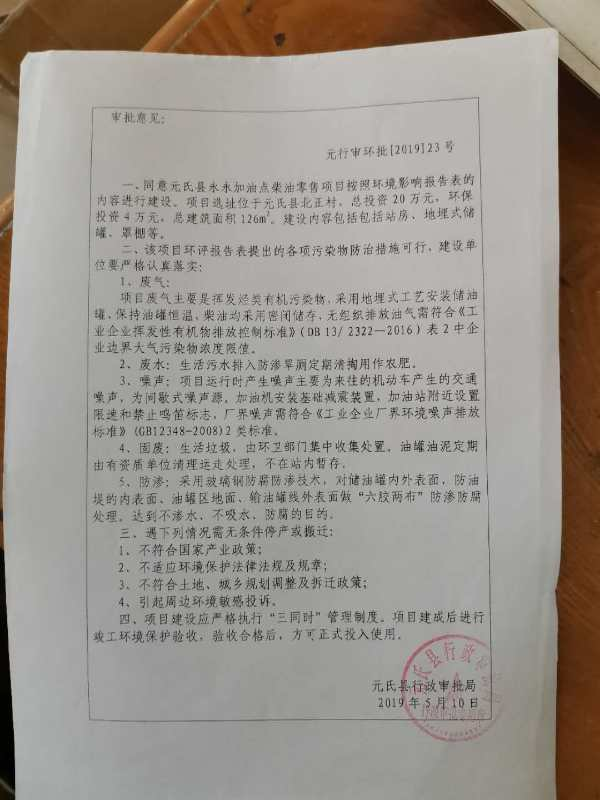 审批意见:
元行审环批[2019]23号
一、同意元氏县永永加油点柴油零售项目按照环境影响报告表的
内容进行建设。项目选址位于元氏县北正村，总投资20万元，环保
投资4万元，总建筑面积126m²。建设内容包括包括站房、地埋式储
罐、罩棚等。
二、该项目环评报告表提出的各项污染物防治措施可行，建设单
位要严格认真落实:
1、废气:
项目废气主要是挥发烃类有机污染物，采用地埋式工艺安装储油
罐、保持油罐恒温，柴油均采用密闭储存，无组织排放油气需符合《工
业企业挥发性有机物排放控制标准》(DB 13/ 2322—2016)表2中企
业边界大气污染物浓度限值。
2、废水: 生活污水排入防渗旱厕定期清掏用作农肥。
3、噪声: 项目运行时产生噪声主要为来往的机动车产生的交通
噪声，为间歇式噪声源。加油机安装基础减震装置，加油站附近设置
限速和禁止鸣笛标志，厂界噪声需符合《工业企业厂界环境噪声排放
标准》(GB12348-2008)2类标准。
4、固废: 生活垃圾，由环卫部门集中收集处置。油罐油泥定期
由有资质单位清理运走处理，不在站内暂存。
5、防渗: 采用玻璃钢防腐防渗技术，对储油罐内外表面，防油
堤的内表面、油罐区地面、输油罐线外表面做“六胶两布”防渗防腐
处理。达到不渗水、不吸水、防腐的目的。
三、遇下列情况需无条件停产或搬迁:
1、不符合国家产业政策;
2、不适应环境保护法律法规及规章;
3、不符合土地、城乡规划调整及拆迁政策;
4、引起周边环境敏感投诉。
四、项目建设应严格执行“三同时”管理制度。项目建成后进行
竣工环境保护验收，验收合格后，方可正式投入使用。
元氏县行政审批局
2019年5月10日